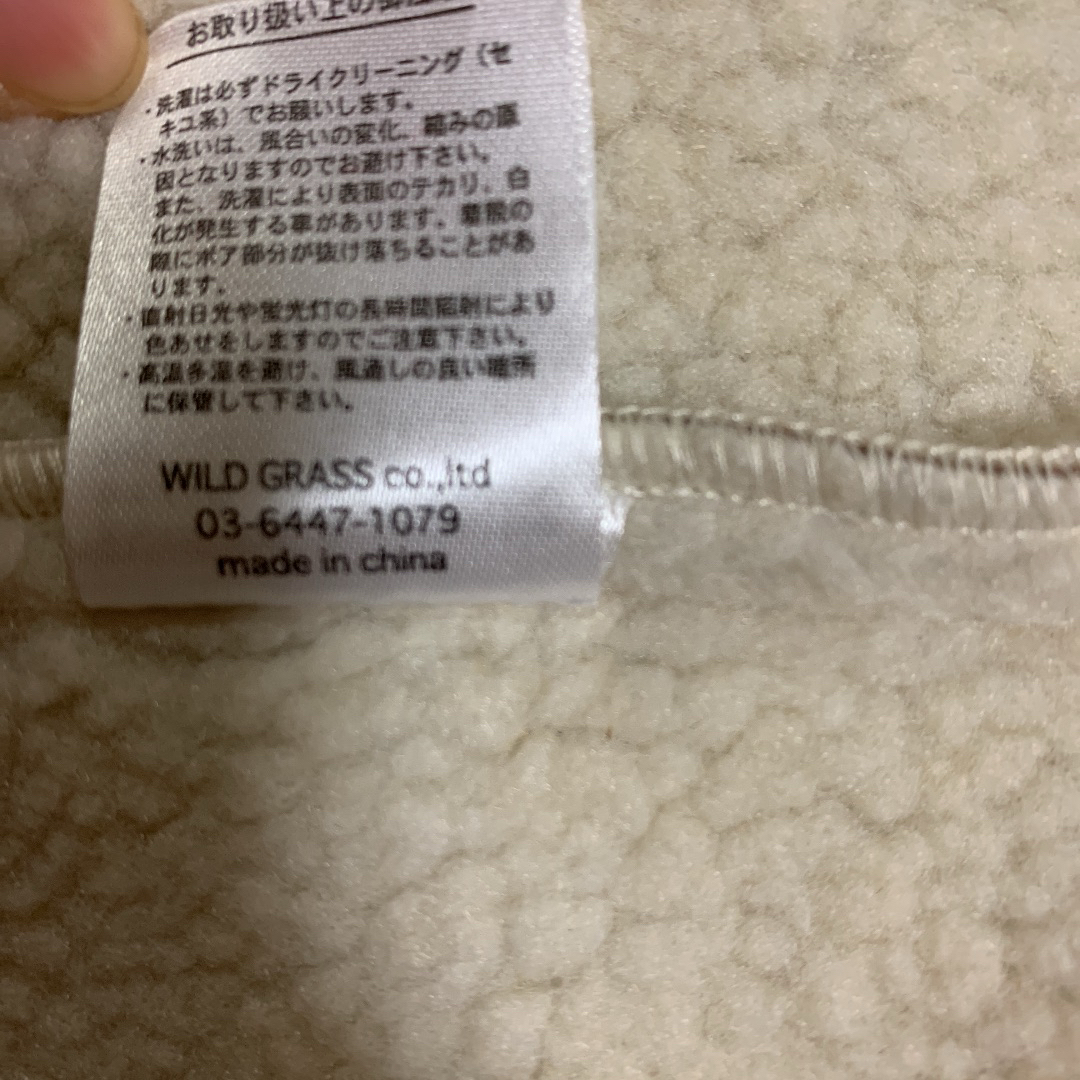 お取り扱い上の
・洗濯は必ずドライクリーニング（セ
キユ系）でお願いします。
・水洗いは、風合いの変化、縮みの原
因となりますのでお避け下さい。
また、洗濯により表面のテカリ、白
化が発生する事があります。着脱の
際にボア部分が抜け落ちることがあ
ります。
・直射日光や蛍光灯の長時間照射により
色あせをしますのでご注意下さい。
・高温多湿を避け、風通しの良い場所
に保管して下さい。
WILD GRASS co.,ltd
03-6447-1079
made in china